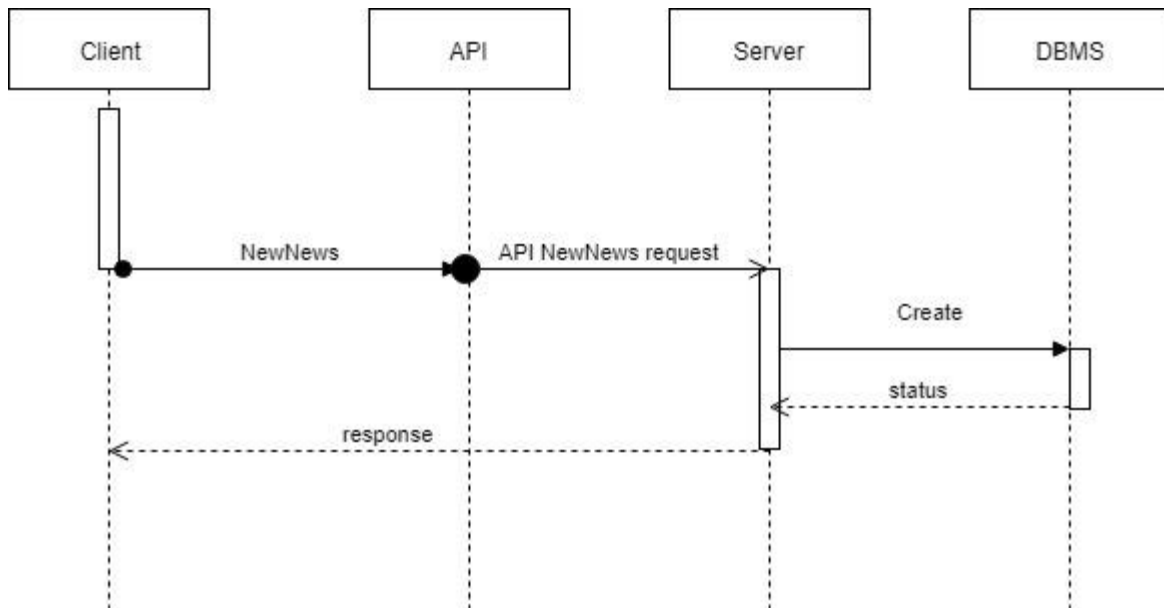 Client
API
Server
DBMS
NewNews
API NewNews request
Create
status
response